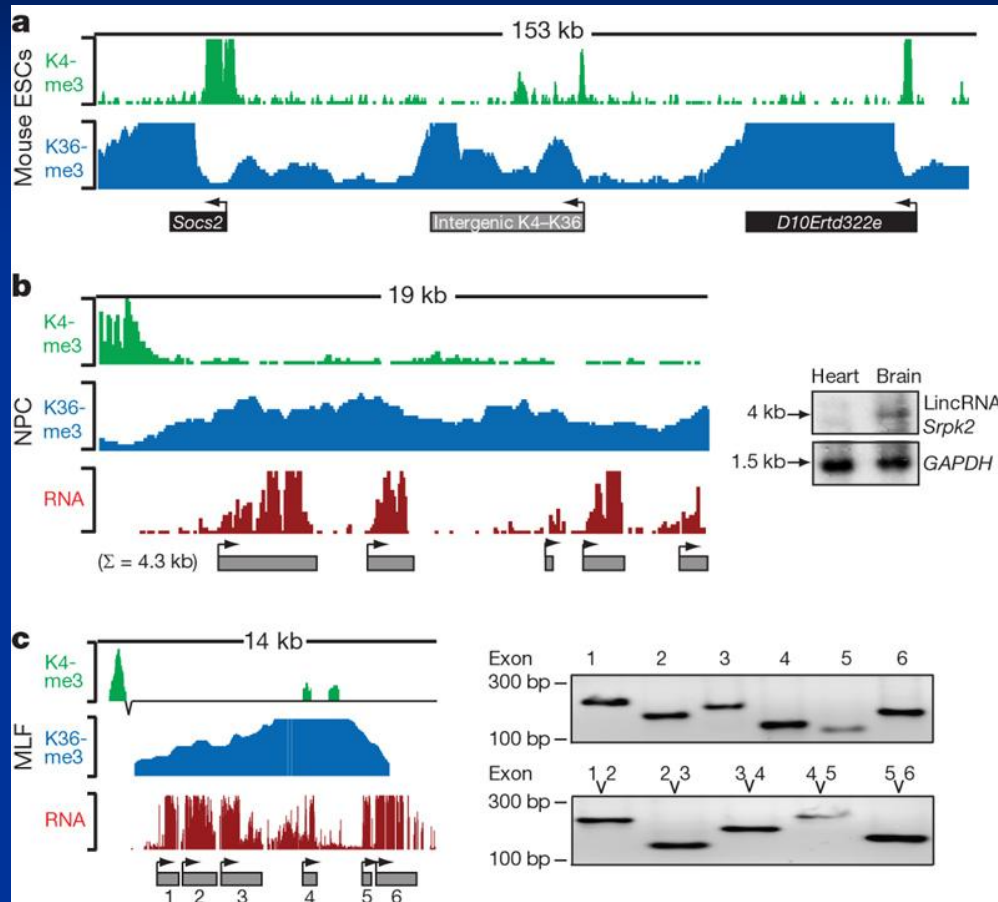 a
153 kb
Mouse ESCs
K4-
me3
K36-
me3
Socs2
Intergenic K4–K36
D10Ertd322e
b
19 kb
NPC
K4-
me3
K36-
me3
RNA
(Σ = 4.3 kb)
Heart Brain
4 kb
LincRNA
Srpk2
1.5 kb
GAPDH
c
14 kb
MLF
K4-
me3
K36-
me3
RNA
1 2 3 4 5 6
Exon 1 2 3 4 5 6
300 bp
100 bp
Exon 1,2 2,3 3,4 4,5 5,6
300 bp
100 bp